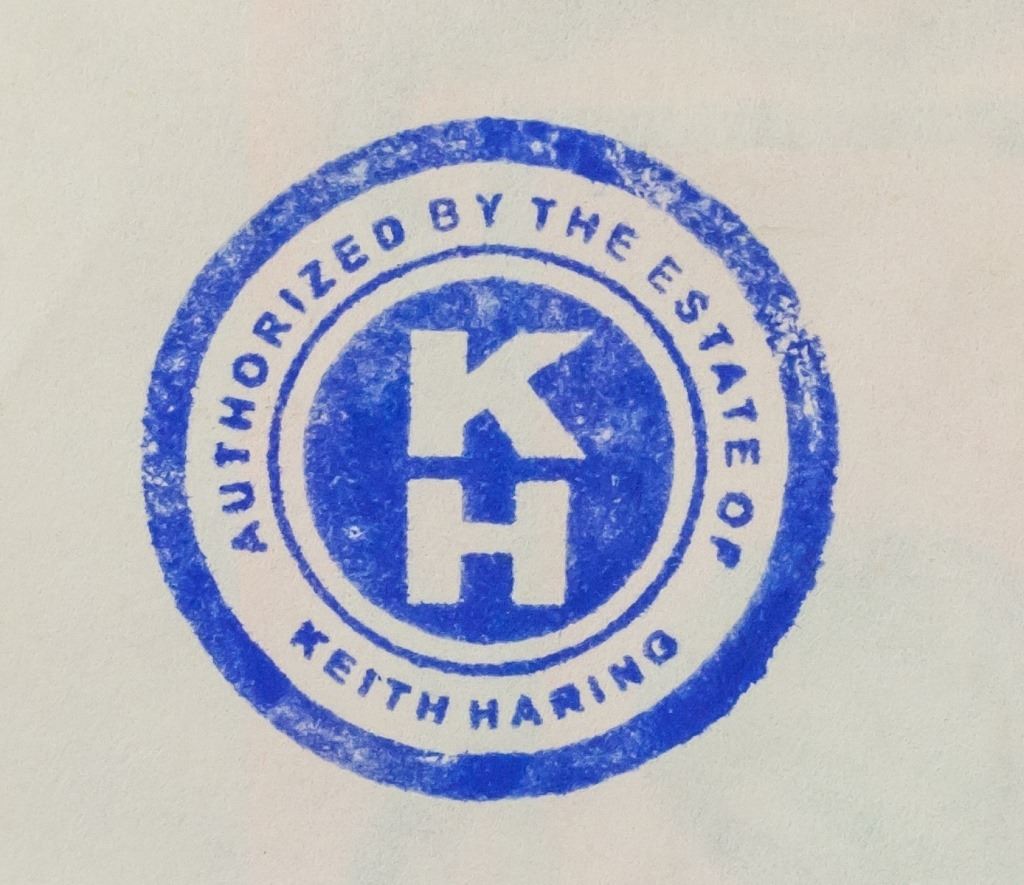 AUTHORIZED BY THE ESTATE OF
KH
KEITH HARING